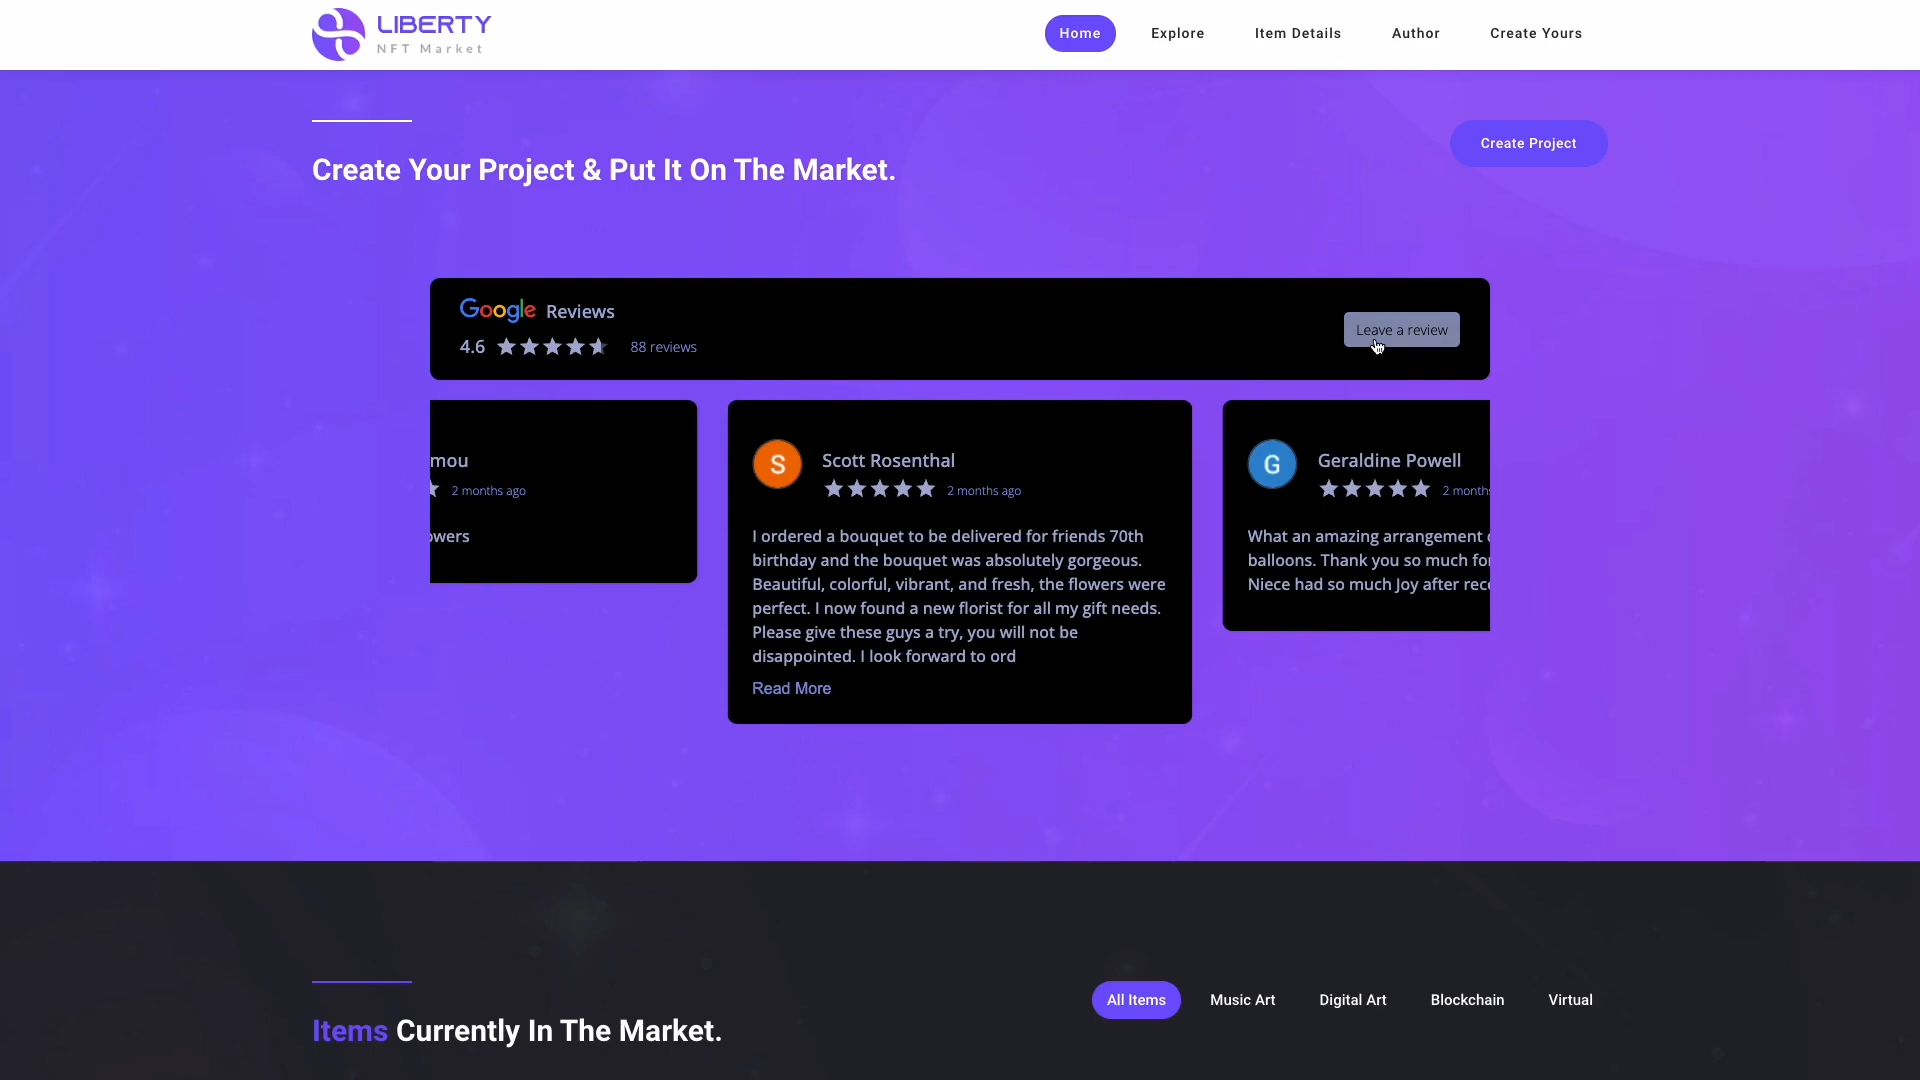 LIBERTY
NFT Market
Home
Explore
Item Details
Author
Create Yours
Create Your Project & Put It On The Market.
Create Project
Google Reviews
4.6
88 reviews
Leave a review
mou
2 months ago
owers
S
Scott Rosenthal
2 months ago
I ordered a bouquet to be delivered for friends 70th
birthday and the bouquet was absolutely gorgeous.
Beautiful, colorful, vibrant, and fresh, the flowers were
perfect. I now found a new florist for all my gift needs.
Please give these guys a try, you will not be
disappointed. I look forward to ord
Read More
G
Geraldine Powell
2 months
What an amazing arrangement
balloons. Thank you so much for
Niece had so much Joy after rec
Items Currently In The Market.
All Items
Music Art
Digital Art
Blockchain
Virtual